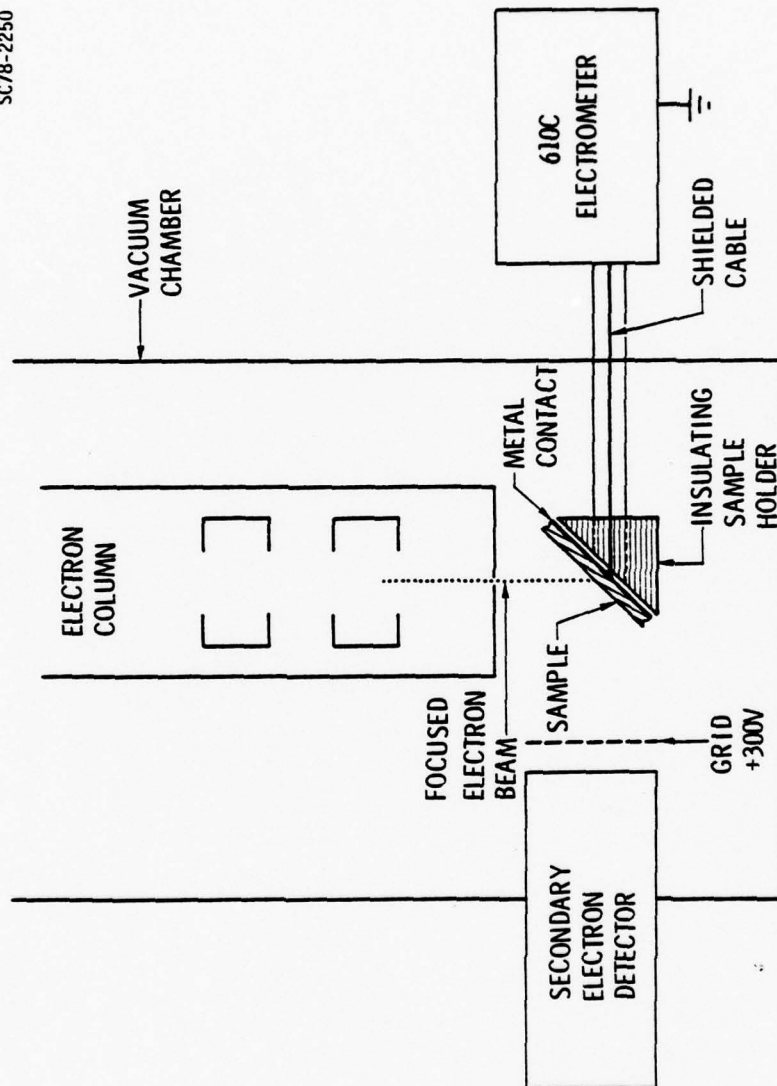 SC78-2250
VACUUM
CHAMBER
ELECTRON
COLUMN
610C
ELECTROMETER
SHIELDED
CABLE
METAL
CONTACT
INSULATING
SAMPLE
HOLDER
SAMPLE
FOCUSED
ELECTRON
BEAM
GRID
+300V
SECONDARY
ELECTRON
DETECTOR